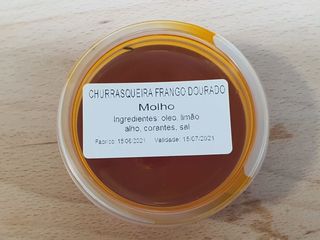 CHURRASQUEIRA FRANGO DOURADO
Molho
Ingredientes: oleo, limão
alho, corantes, sal
Fabrico: 15/06/2021 Validade: 15/07/2021